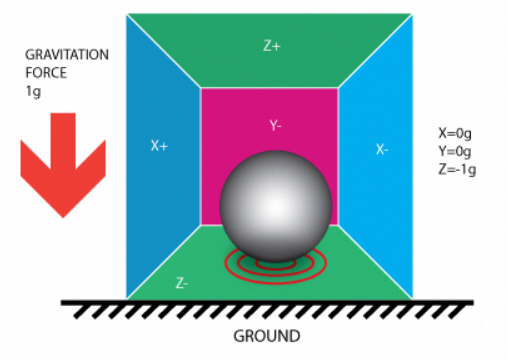 GRAVITATION
FORCE
1g
Z+
X+
Y-
X-
X=0g
Y=0g
Z=-1g
Z-
GROUND